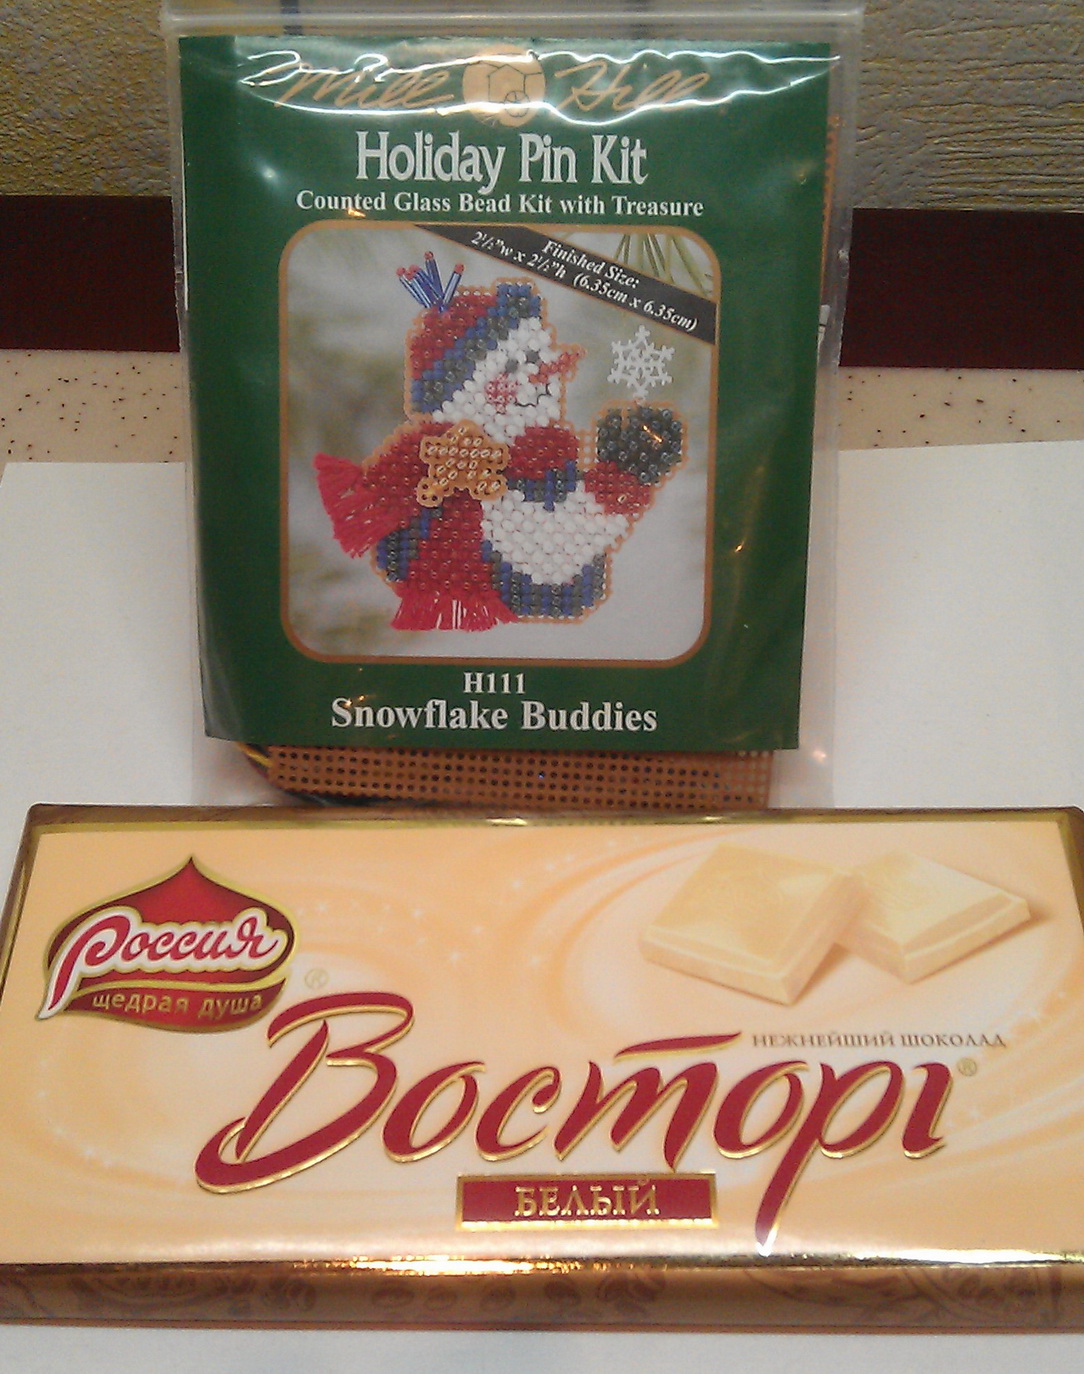 Mill Hill
Holiday Pin Kit
Counted Glass Bead Kit with Treasure
Finished Size:
2½"w x 2½"h (6.35cm x 6.35cm)
H111
Snowflake Buddies
Россия
щедрая душа
®
НЕЖНЕЙШИЙ ШОКОЛАД
Восторг®
БЕЛЫЙ